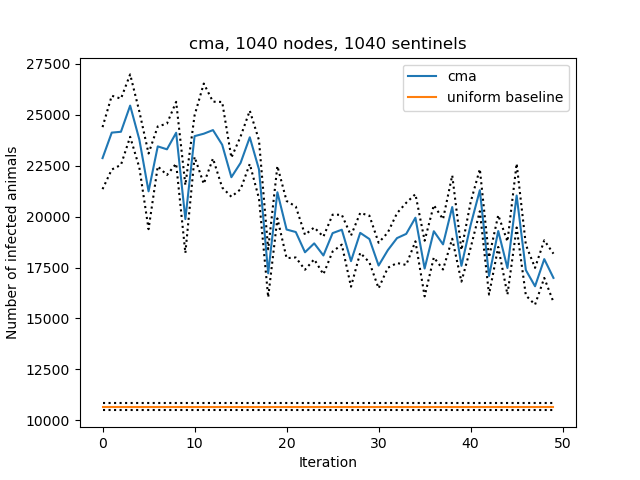 cma, 1040 nodes, 1040 sentinels
27500
25000
22500
20000
17500
15000
12500
10000
Number of infected animals
cma
uniform baseline
0 10 20 30 40 50
Iteration